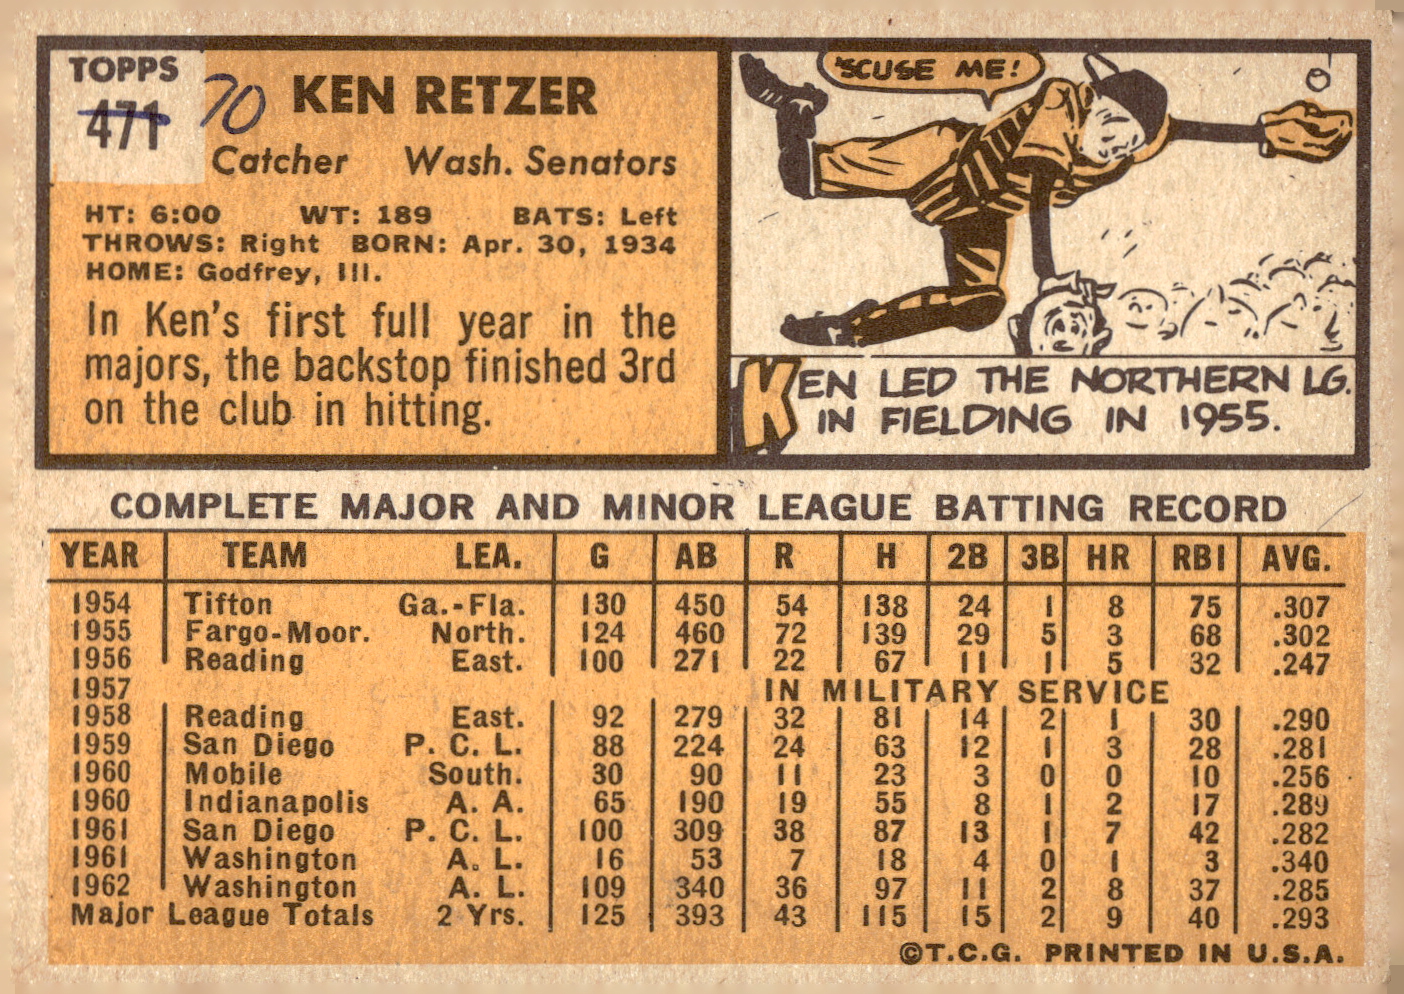 TOPPS
471
70
KEN RETZER
Catcher Wash. Senators
HT: 6:00 WT: 189 BATS: Left
THROWS: Right BORN: Apr. 30, 1934
HOME: Godfrey, Ill.
In Ken's first full year in the
majors, the backstop finished 3rd
on the club in hitting.
'SCUSE ME!
KEN LED THE NORTHERN LG.
IN FIELDING IN 1955.
COMPLETE MAJOR AND MINOR LEAGUE BATTING RECORD
YEAR TEAM LEA. G AB R H 2B 3B HR RBI AVG.
1954 Tifton Ga.-Fla. 130 450 54 138 24 1 8 75 .307
1955 Fargo-Moor. North. 124 460 72 139 29 5 3 68 .302
1956 Reading East. 100 271 22 67 11 1 5 32 .247
1957 IN MILITARY SERVICE
1958 Reading East. 92 279 32 81 14 2 1 30 .290
1959 San Diego P. C. L. 88 224 24 63 12 1 3 28 .281
1960 Mobile South. 30 90 11 23 3 0 0 10 .256
1960 Indianapolis A. A. 65 190 19 55 8 1 2 17 .289
1961 San Diego P. C. L. 100 309 38 87 13 1 7 42 .282
1961 Washington A. L. 16 53 7 18 4 0 1 3 .340
1962 Washington A. L. 109 340 36 97 11 2 8 37 .285
Major League Totals 2 Yrs. 125 393 43 115 15 2 9 40 .293
©T.C.G. PRINTED IN U.S.A.